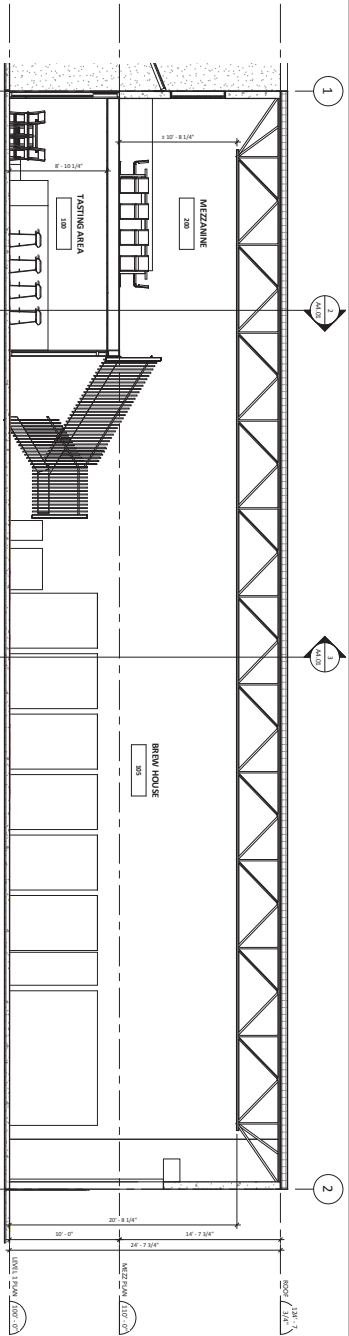 1
2
A4.01
3
A4.01
2
± 10' - 8 1/4"
MEZZANINE
200
8' - 10 1/4"
TASTING AREA
100
BREW HOUSE
105
20' - 8 1/4"
14' - 7 3/4"
10' - 0"
24' - 7 3/4"
ROOF
124' - 7
3/4"
MEZZ PLAN
110' - 0"
LEVEL 1 PLAN
100' - 0"